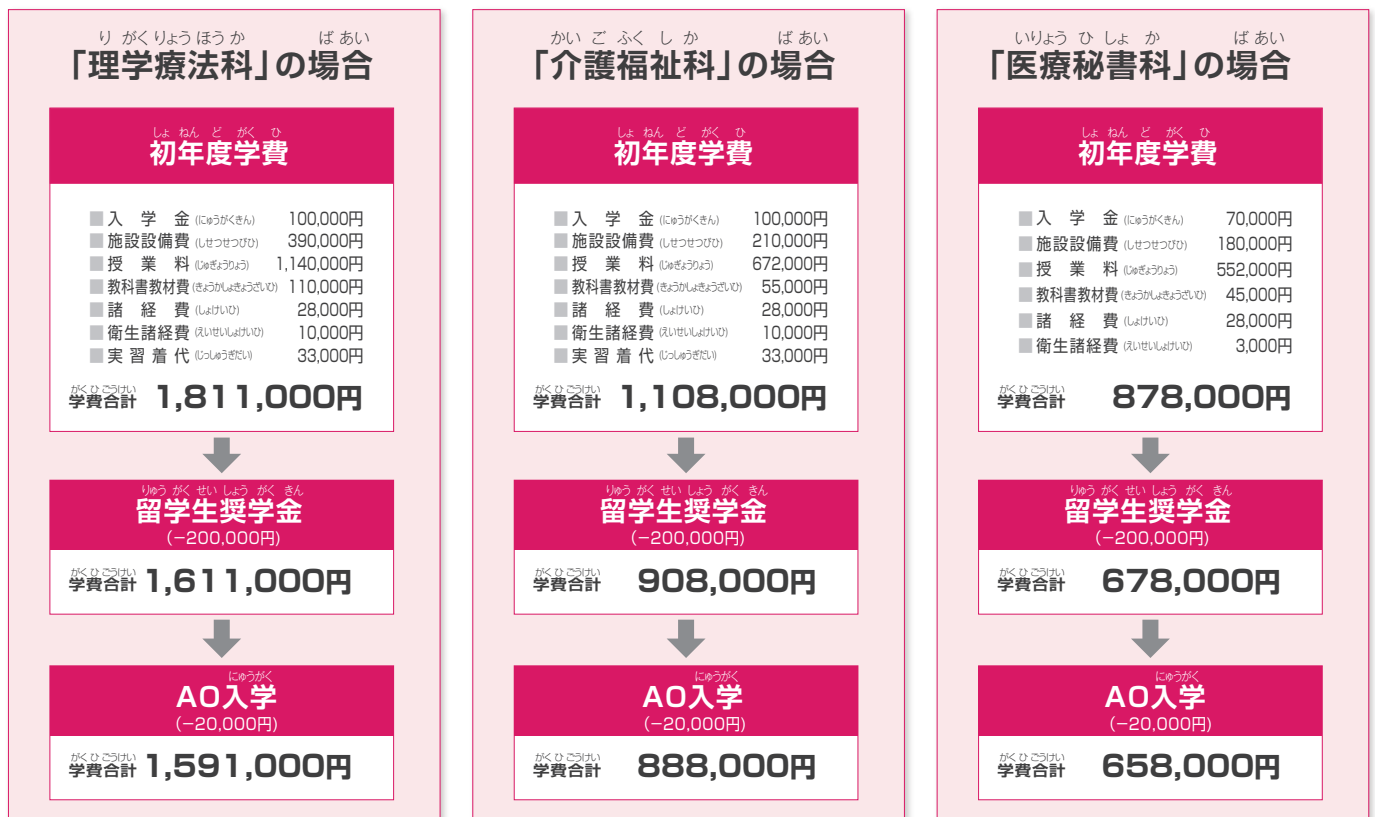 り がくりょうほうか ばあい
「理学療法科」の場合
しょ ねん ど がく ひ
初年度学費
■入学金(にゅうがくきん) 100,000円
■施設設備費(しせつせつびひ) 390,000円
■授業料(じゅぎょうりょう) 1,140,000円
■教科書教材費(きょうかしょきょうざいひ) 110,000円
■諸経費(しょけいひ) 28,000円
■衛生諸経費(えいせいしょけいひ) 10,000円
■実習着代(じっしゅうぎだい) 33,000円
がくひごうけい
学費合計 1,811,000円
りゅう がく せい しょう がく きん
留学生奨学金
(−200,000円)
がくひごうけい
学費合計 1,611,000円
にゅうがく
AO入学
(−20,000円)
がくひごうけい
学費合計 1,591,000円
かい ご ふく し か ばあい
「介護福祉科」の場合
しょ ねん ど がく ひ
初年度学費
■入学金(にゅうがくきん) 100,000円
■施設設備費(しせつせつびひ) 210,000円
■授業料(じゅぎょうりょう) 672,000円
■教科書教材費(きょうかしょきょうざいひ) 55,000円
■諸経費(しょけいひ) 28,000円
■衛生諸経費(えいせいしょけいひ) 10,000円
■実習着代(じっしゅうぎだい) 33,000円
がくひごうけい
学費合計 1,108,000円
りゅう がく せい しょう がく きん
留学生奨学金
(−200,000円)
がくひごうけい
学費合計 908,000円
にゅうがく
AO入学
(−20,000円)
がくひごうけい
学費合計 888,000円
いりょう ひ しょ か ばあい
「医療秘書科」の場合
しょ ねん ど がく ひ
初年度学費
■入学金(にゅうがくきん) 70,000円
■施設設備費(しせつせつびひ) 180,000円
■授業料(じゅぎょうりょう) 552,000円
■教科書教材費(きょうかしょきょうざいひ) 45,000円
■諸経費(しょけいひ) 28,000円
■衛生諸経費(えいせいしょけいひ) 3,000円
がくひごうけい
学費合計 878,000円
りゅう がく せい しょう がく きん
留学生奨学金
(−200,000円)
がくひごうけい
学費合計 678,000円
にゅうがく
AO入学
(−20,000円)
がくひごうけい
学費合計 658,000円